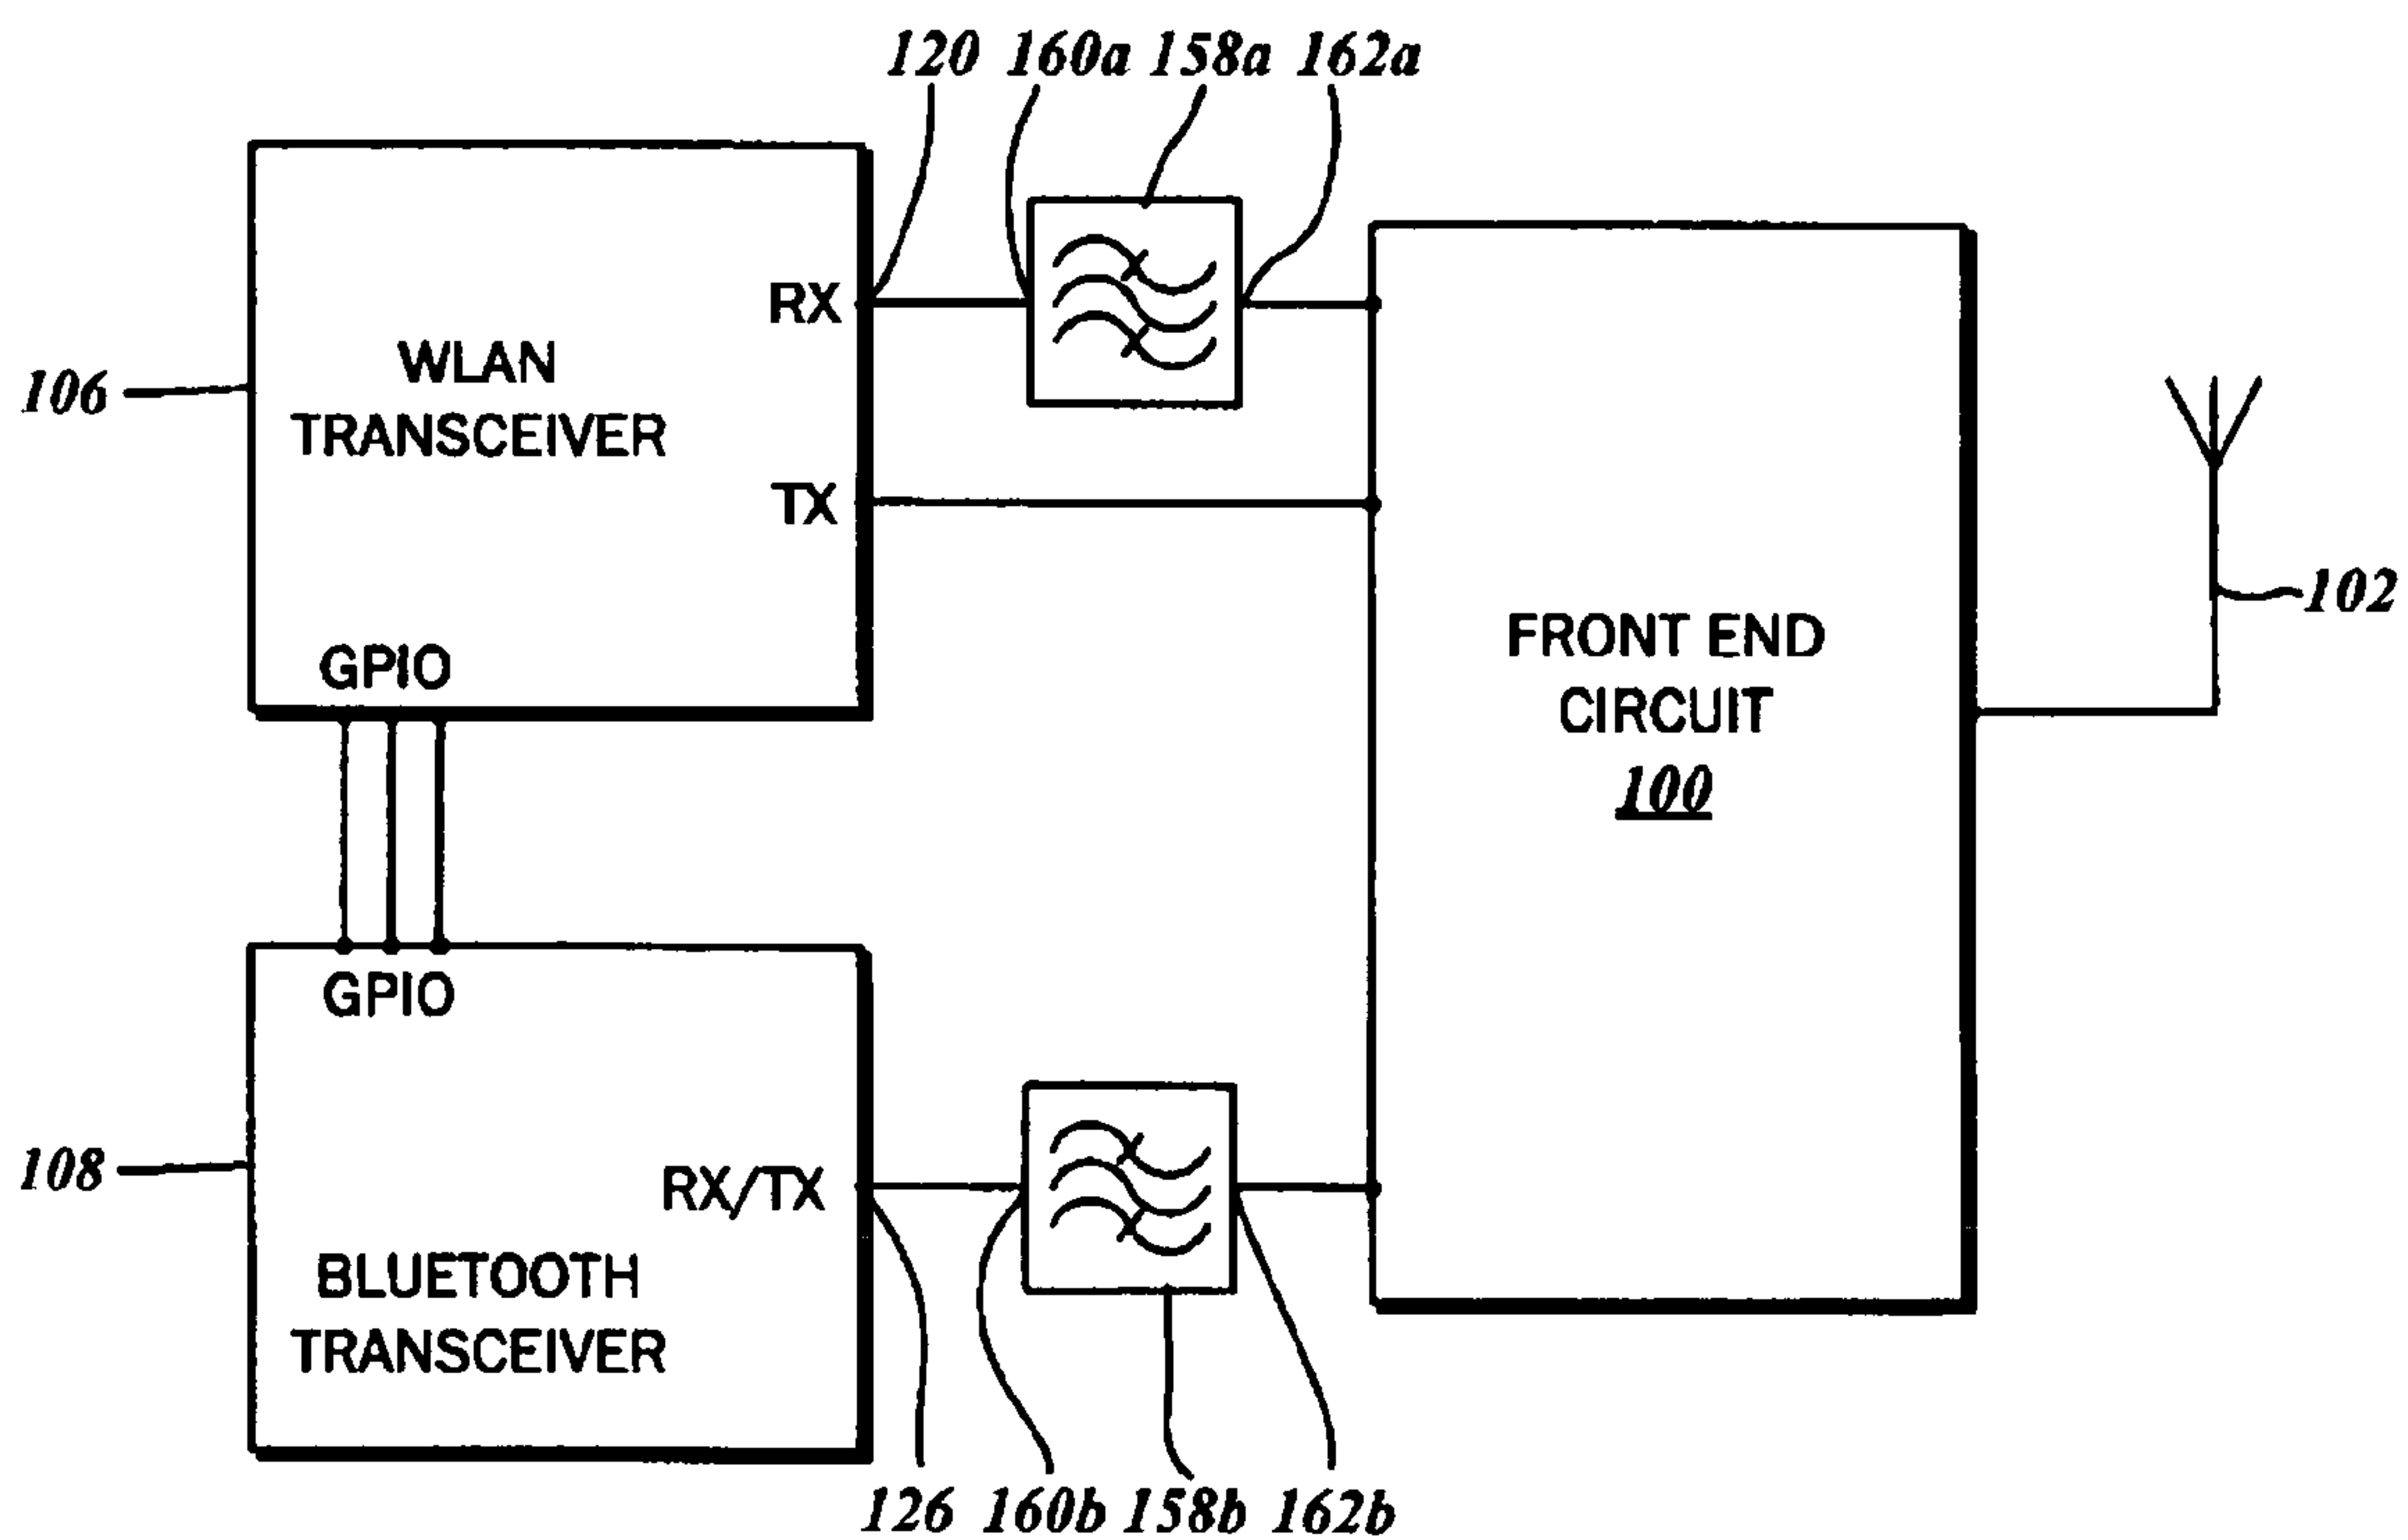 120 160a 158a 162a
RX
WLAN
TRANSCEIVER
106
TX
102
FRONT END
CIRCUIT
100
GPIO
GPIO
108
RX/TX
BLUETOOTH
TRANSCEIVER
126 160b 158b 162b